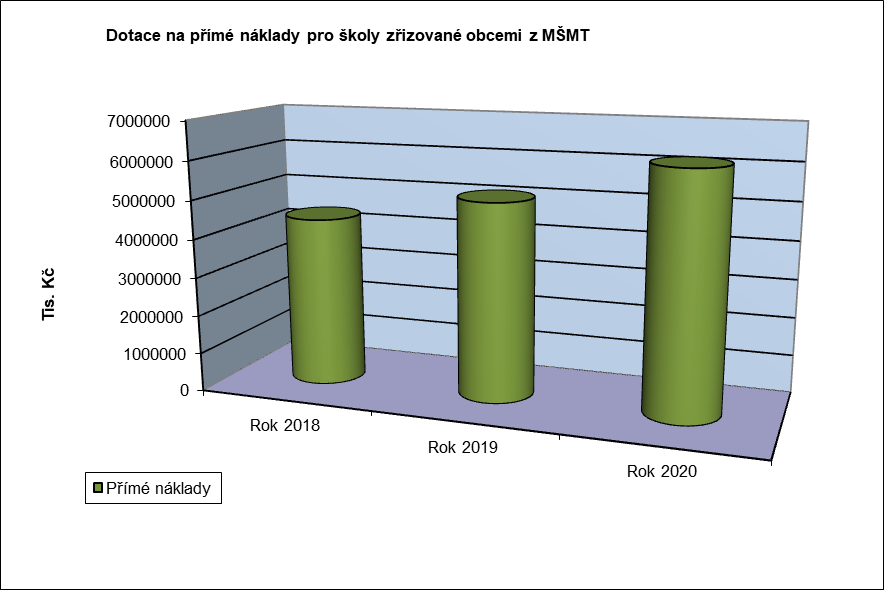 Dotace na přímé náklady pro školy zřizované obcemi z MŠMT
7000000
6000000
5000000
4000000
3000000
2000000
1000000
0
Tis. Kč
Rok 2018
Rok 2019
Rok 2020
Přímé náklady